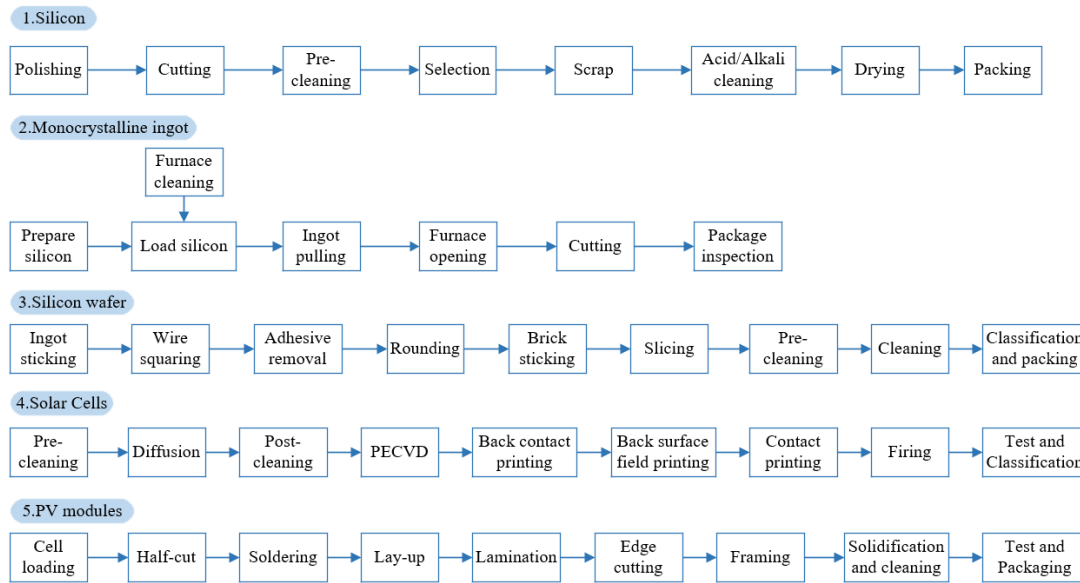 1.Silicon
Polishing
Cutting
Pre-
cleaning
Selection
Scrap
Acid/Alkali
cleaning
Drying
Packing
2.Monocrystalline ingot
Furnace
cleaning
Prepare
silicon
Load silicon
Ingot
pulling
Furnace
opening
Cutting
Package
inspection
3.Silicon wafer
Ingot
sticking
Wire
squaring
Adhesive
removal
Rounding
Brick
sticking
Slicing
Pre-
cleaning
Cleaning
Classification
and packing
4.Solar Cells
Pre-
cleaning
Diffusion
Post-
cleaning
PECVD
Back contact
printing
Back surface
field printing
Contact
printing
Firing
Test and
Classification
5.PV modules
Cell
loading
Half-cut
Soldering
Lay-up
Lamination
Edge
cutting
Framing
Solidification
and cleaning
Test and
Packaging